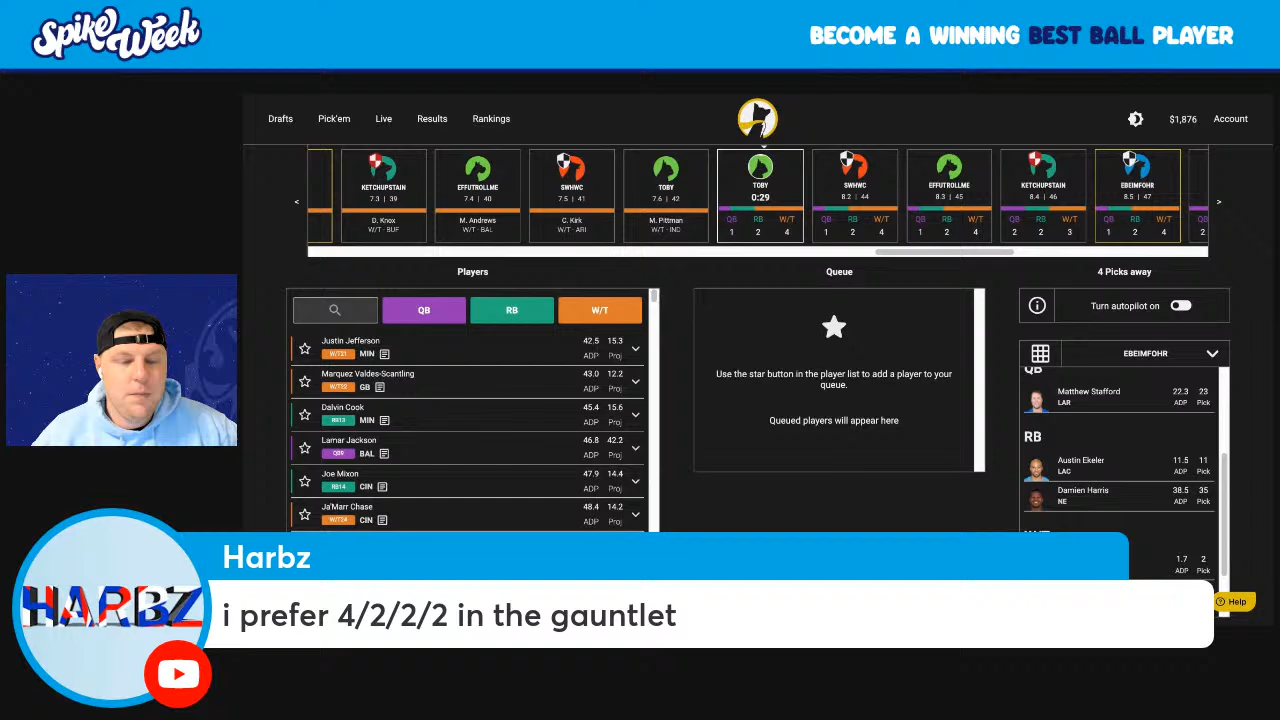 Spike Week
BECOME A WINNING BEST BALL PLAYER
Drafts Pick'em Live Results Rankings $1,876 Account
KETCHUPSTAIN EFFUTROLLME SWHWC TOBY TOBY SWHWC EFFUTROLLME KETCHUPSTAIN EBEIMFOHR
7.3 | 39 7.4 | 40 7.5 | 41 7.6 | 42 0:29 8.2 | 44 8.3 | 45 8.4 | 46 8.5 | 47
D. Knox M. Andrews C. Kirk M. Pittman QB RB W/T QB RB W/T QB RB W/T QB RB W/T QB RB W/T QB
W/T · BUF W/T · BAL W/T · ARI W/T · IND 1 2 4 1 2 4 1 2 4 2 2 3 1 2 4 2
< >
Players
QB RB W/T
Justin Jefferson 42.5 15.3
W/T21 MIN ADP Proj
Marquez Valdes-Scantling 43.0 12.2
W/T22 GB ADP Proj
Dalvin Cook 45.4 15.6
RB13 MIN ADP Proj
Lamar Jackson 46.8 42.2
QB9 BAL ADP Proj
Joe Mixon 47.9 14.4
RB14 CIN ADP Proj
Ja'Marr Chase 48.4 14.2
W/T24 CIN ADP Proj
Queue
Use the star button in the player list to add a player to your
queue.
Queued players will appear here
4 Picks away
Turn autopilot on
EBEIMFOHR
QB
Matthew Stafford 22.3 23
LAR ADP Pick
RB
Austin Ekeler 11.5 11
LAC ADP Pick
Damien Harris 38.5 35
NE ADP Pick
1.7 2
ADP Pick
Help
HARBZ
Harbz
i prefer 4/2/2/2 in the gauntlet